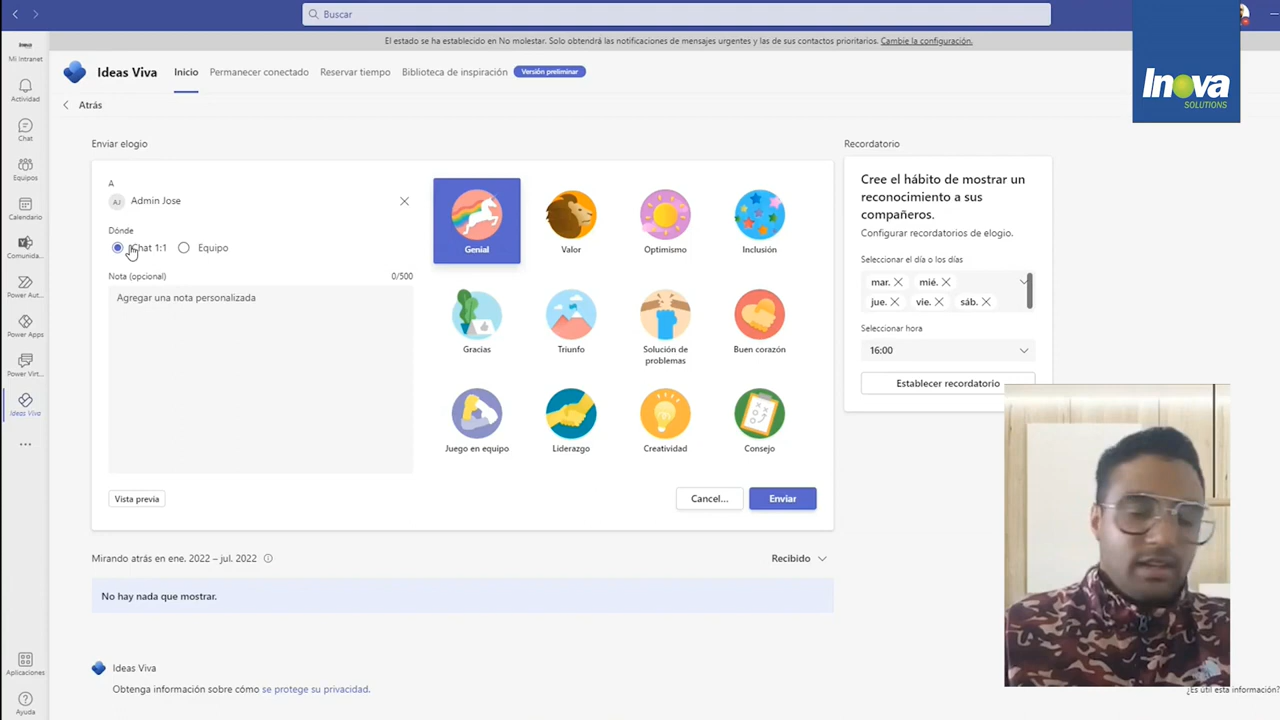 Buscar
El estado se ha establecido en No molestar. Solo obtendrá las notificaciones de mensajes urgentes y las de sus contactos prioritarios. Cambie la configuración.
Inova
SOLUTIONS
Mi Intranet
Actividad
Chat
Equipos
Calendario
Comunida...
Power Aut...
Power Apps
Power Virt...
Ideas Viva
Aplicaciones
Ayuda
Ideas Viva
Inicio
Permanecer conectado
Reservar tiempo
Biblioteca de inspiración
Versión preliminar
Atrás
Enviar elogio
A
AJ
Admin Jose
Dónde
Chat 1:1
Equipo
Nota (opcional)
0/500
Agregar una nota personalizada
Genial
Valor
Optimismo
Inclusión
Gracias
Triunfo
Solución de
problemas
Buen corazón
Juego en equipo
Liderazgo
Creatividad
Consejo
Vista previa
Cancel...
Enviar
Recordatorio
Cree el hábito de mostrar un
reconocimiento a sus
compañeros.
Configurar recordatorios de elogio.
Seleccionar el día o los días
mar. mié.
jue. vie. sáb.
Seleccionar hora
16:00
Establecer recordatorio
Mirando atrás en ene. 2022 – jul. 2022
Recibido
No hay nada que mostrar.
Ideas Viva
Obtenga información sobre cómo se protege su privacidad.
¿Es útil esta información?